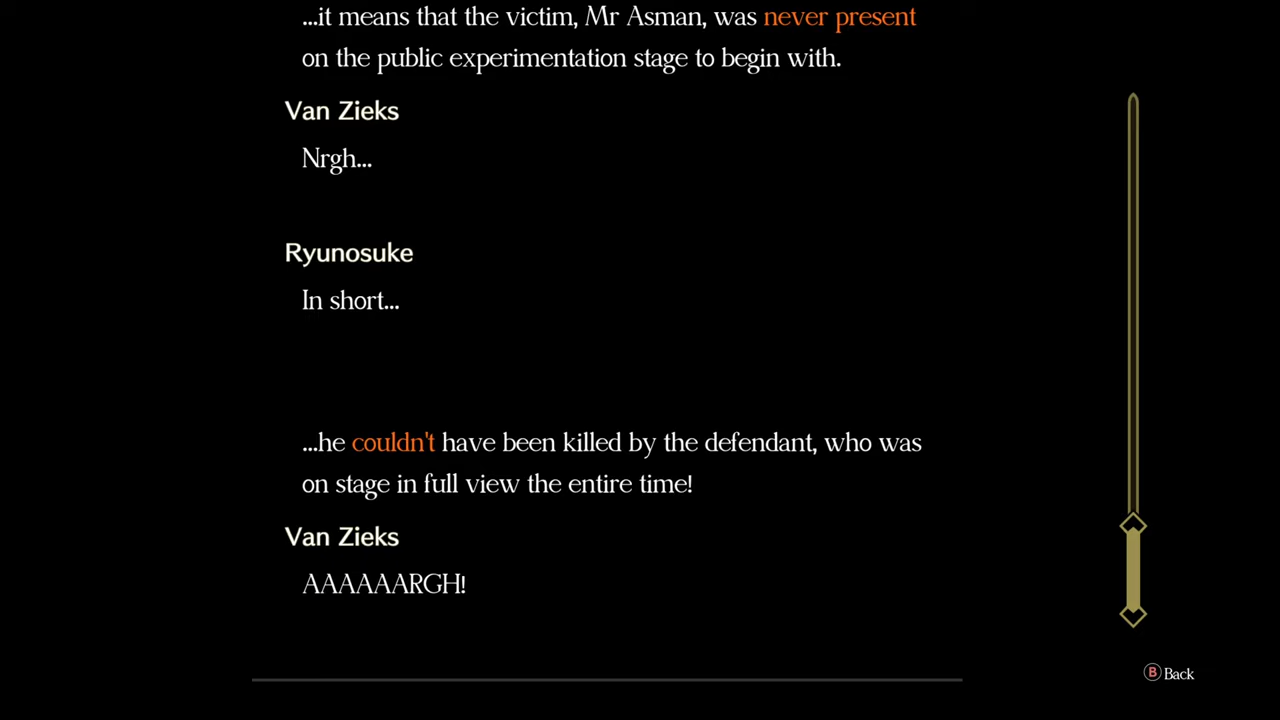 ...it means that the victim, Mr Asman, was never present
on the public experimentation stage to begin with.
Van Zieks
Nrgh...
Ryunosuke
In short...
...he couldn't have been killed by the defendant, who was
on stage in full view the entire time!
Van Zieks
AAAAAARGH!
B Back